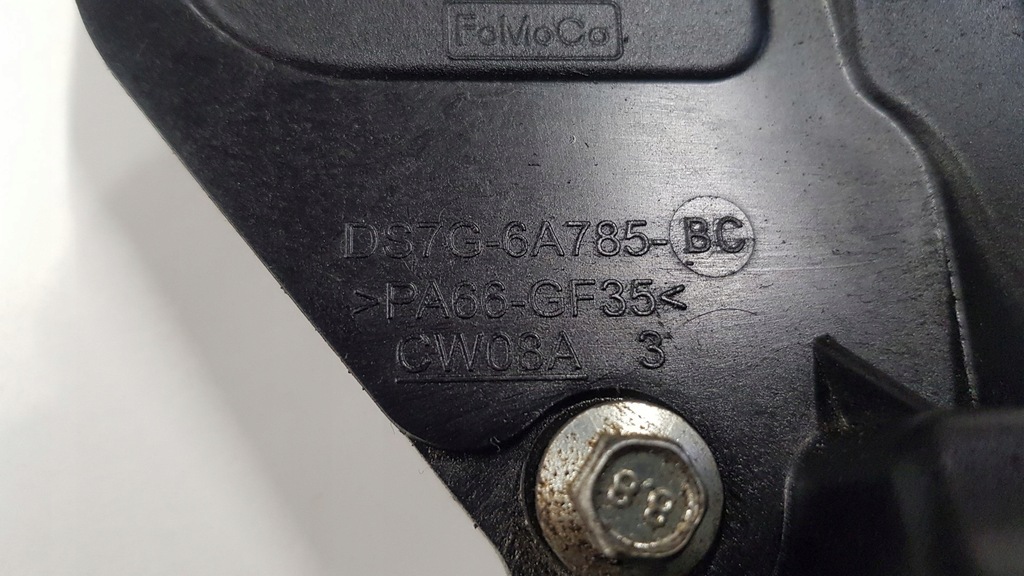 FoMoCo
DS7G-6A785-BC
>PA66-GF35<
CW08A 3
8.8